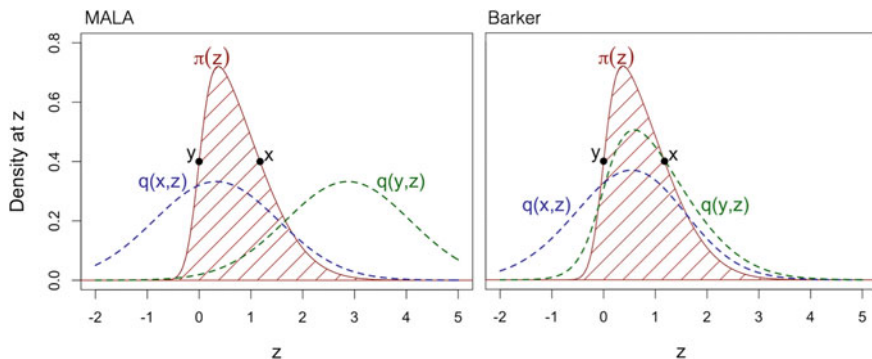 MALA
Barker
Density at z
0.8
0.6
0.4
0.2
0.0
π(z)
y
x
q(x,z)
q(y,z)
-2 -1 0 1 2 3 4 5
z
π(z)
y
x
q(x,z)
q(y,z)
-2 -1 0 1 2 3 4 5
z